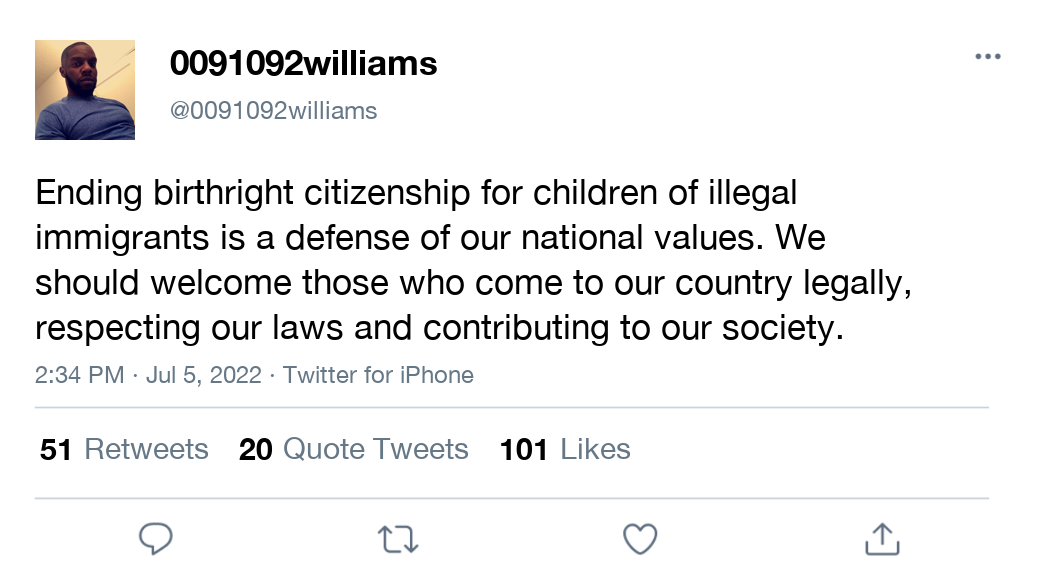 0091092williams
@0091092williams
Ending birthright citizenship for children of illegal
immigrants is a defense of our national values. We
should welcome those who come to our country legally,
respecting our laws and contributing to our society.
2:34 PM · Jul 5, 2022 · Twitter for iPhone
51 Retweets 20 Quote Tweets 101 Likes